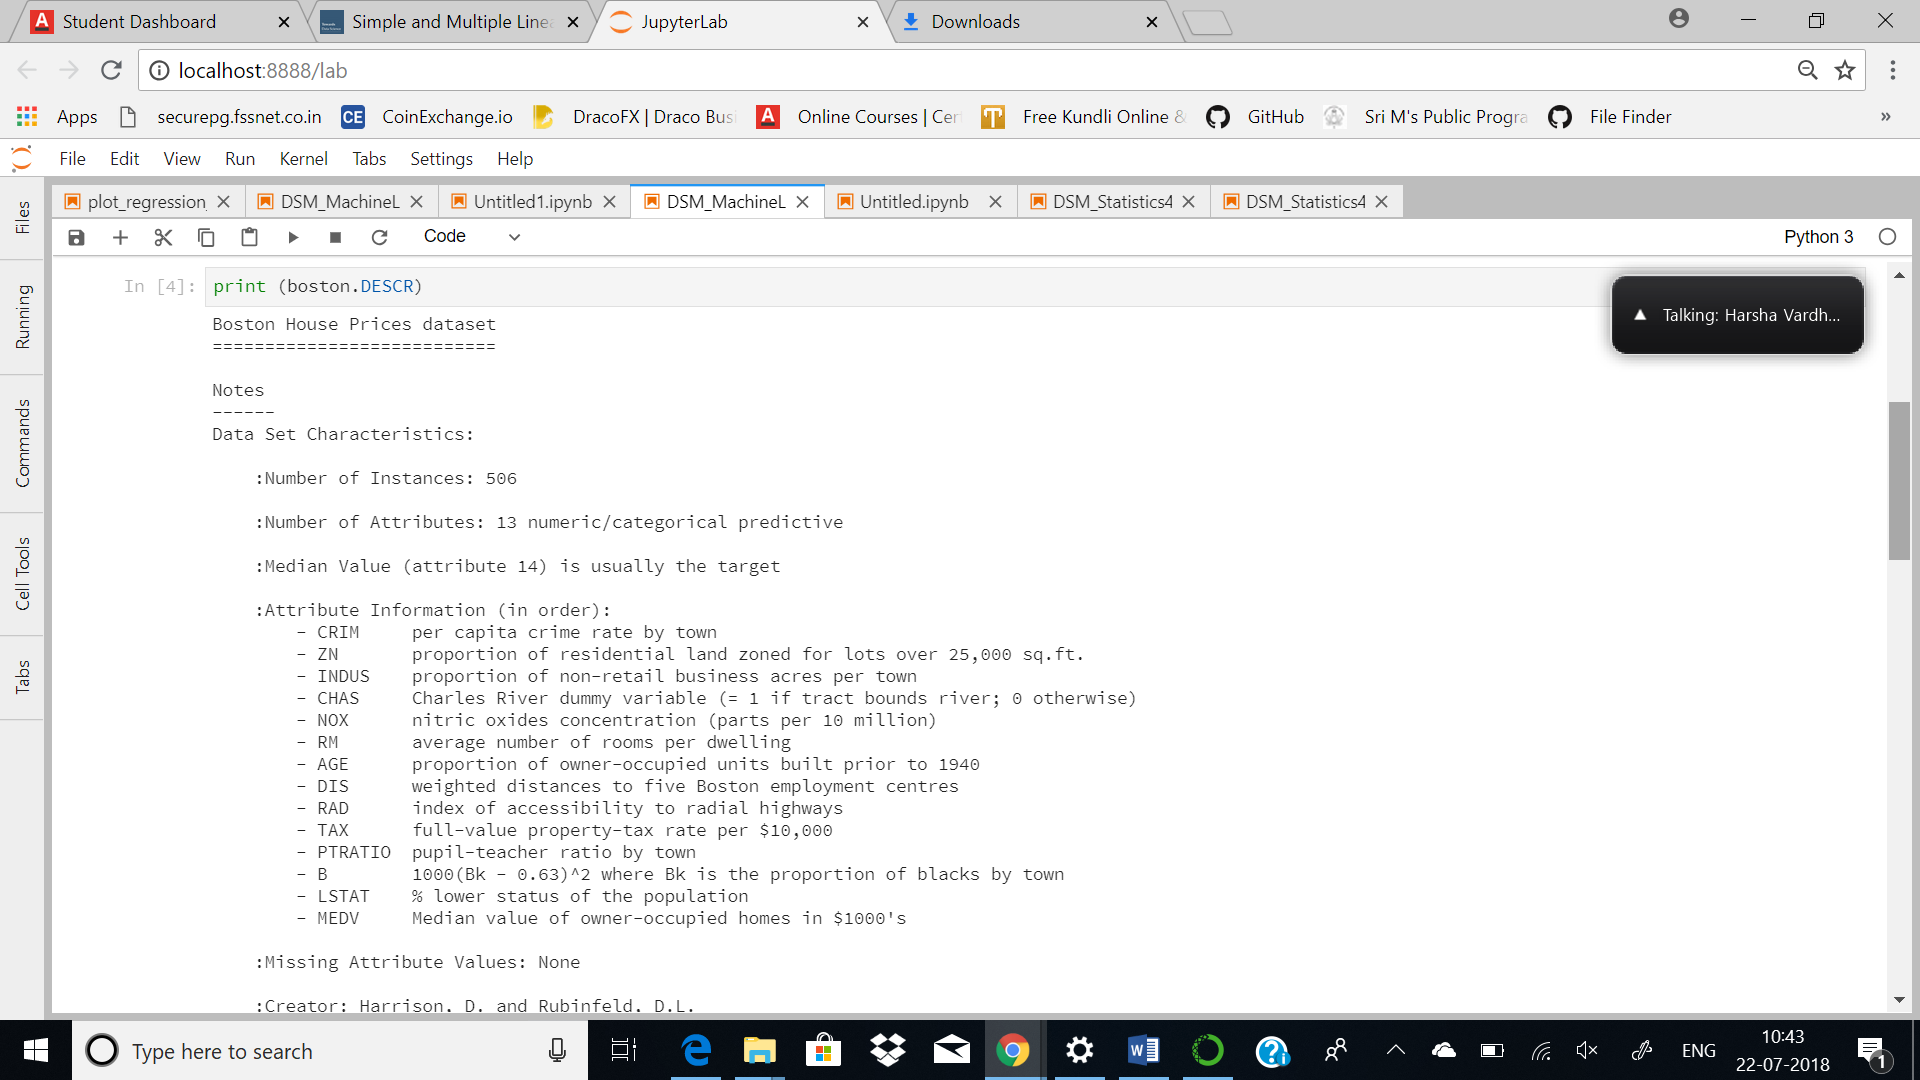 Student Dashboard
Simple and Multiple Line
JupyterLab
Downloads
localhost:8888/lab
Apps securepg.fssnet.co.in CoinExchange.io DracoFX | Draco Busi Online Courses | Cer Free Kundli Online & GitHub Sri M's Public Progra File Finder »
File Edit View Run Kernel Tabs Settings Help
plot_regression_ DSM_MachineL Untitled1.ipynb DSM_MachineL Untitled.ipynb DSM_Statistics4 DSM_Statistics4
Code Python 3
Files
Running
Commands
Cell Tools
Tabs
In [4]: print (boston.DESCR)
Talking: Harsha Vardh...
Boston House Prices dataset
===========================
Notes
------
Data Set Characteristics:
:Number of Instances: 506
:Number of Attributes: 13 numeric/categorical predictive
:Median Value (attribute 14) is usually the target
:Attribute Information (in order):
- CRIM per capita crime rate by town
- ZN proportion of residential land zoned for lots over 25,000 sq.ft.
- INDUS proportion of non-retail business acres per town
- CHAS Charles River dummy variable (= 1 if tract bounds river; 0 otherwise)
- NOX nitric oxides concentration (parts per 10 million)
- RM average number of rooms per dwelling
- AGE proportion of owner-occupied units built prior to 1940
- DIS weighted distances to five Boston employment centres
- RAD index of accessibility to radial highways
- TAX full-value property-tax rate per $10,000
- PTRATIO pupil-teacher ratio by town
- B 1000(Bk - 0.63)^2 where Bk is the proportion of blacks by town
- LSTAT % lower status of the population
- MEDV Median value of owner-occupied homes in $1000's
:Missing Attribute Values: None
:Creator: Harrison, D. and Rubinfeld, D.L.
Type here to search
ENG
10:43
22-07-2018
1